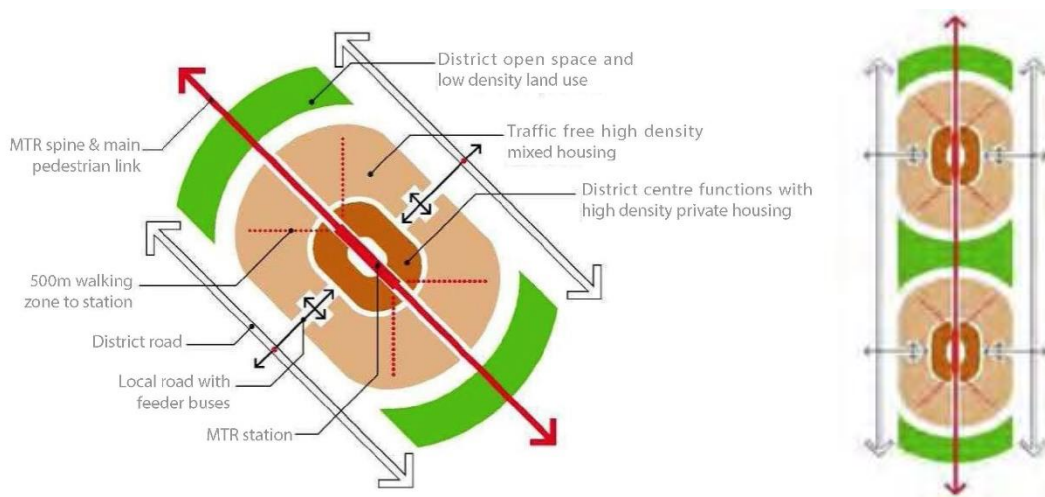 District open space and
low density land use
MTR spine & main
pedestrian link
Traffic free high density
mixed housing
District centre functions with
high density private housing
500m walking
zone to station
District road
Local road with
feeder buses
MTR station